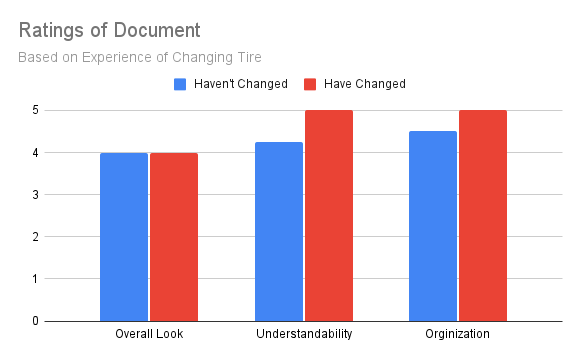 Ratings of Document
Based on Experience of Changing Tire
Haven't Changed Have Changed
5
4
3
2
1
0
Overall Look Understandability Orginization